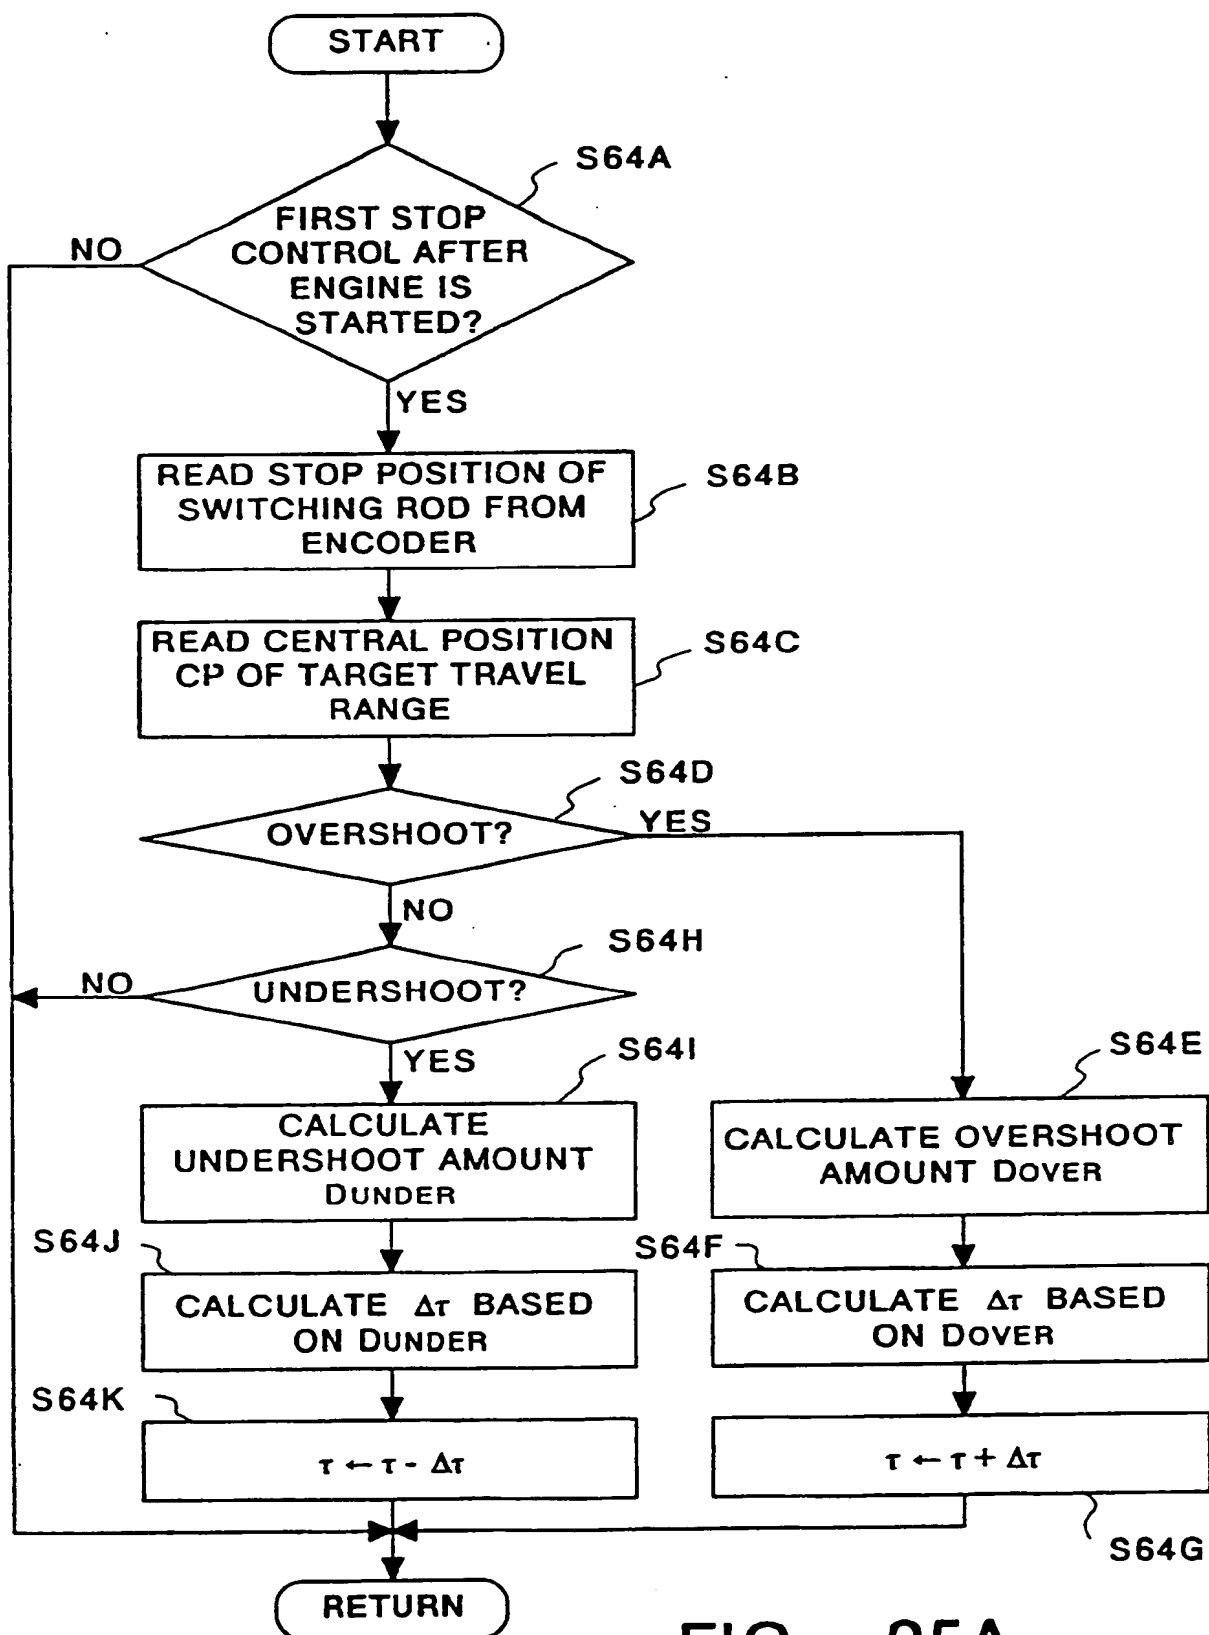 START
S64A
FIRST STOP
CONTROL AFTER
ENGINE IS
STARTED?
NO
YES
READ STOP POSITION OF
SWITCHING ROD FROM
ENCODER
S64B
READ CENTRAL POSITION
CP OF TARGET TRAVEL
RANGE
S64C
S64D
OVERSHOOT?
YES
NO
S64H
UNDERSHOOT?
NO
YES
S64I
CALCULATE
UNDERSHOOT AMOUNT
DUNDER
S64E
CALCULATE OVERSHOOT
AMOUNT DOVER
S64J
CALCULATE Δτ BASED
ON DUNDER
S64F
CALCULATE Δτ BASED
ON DOVER
S64K
τ ← τ - Δτ
τ ← τ + Δτ
S64G
RETURN
FIG. 25A